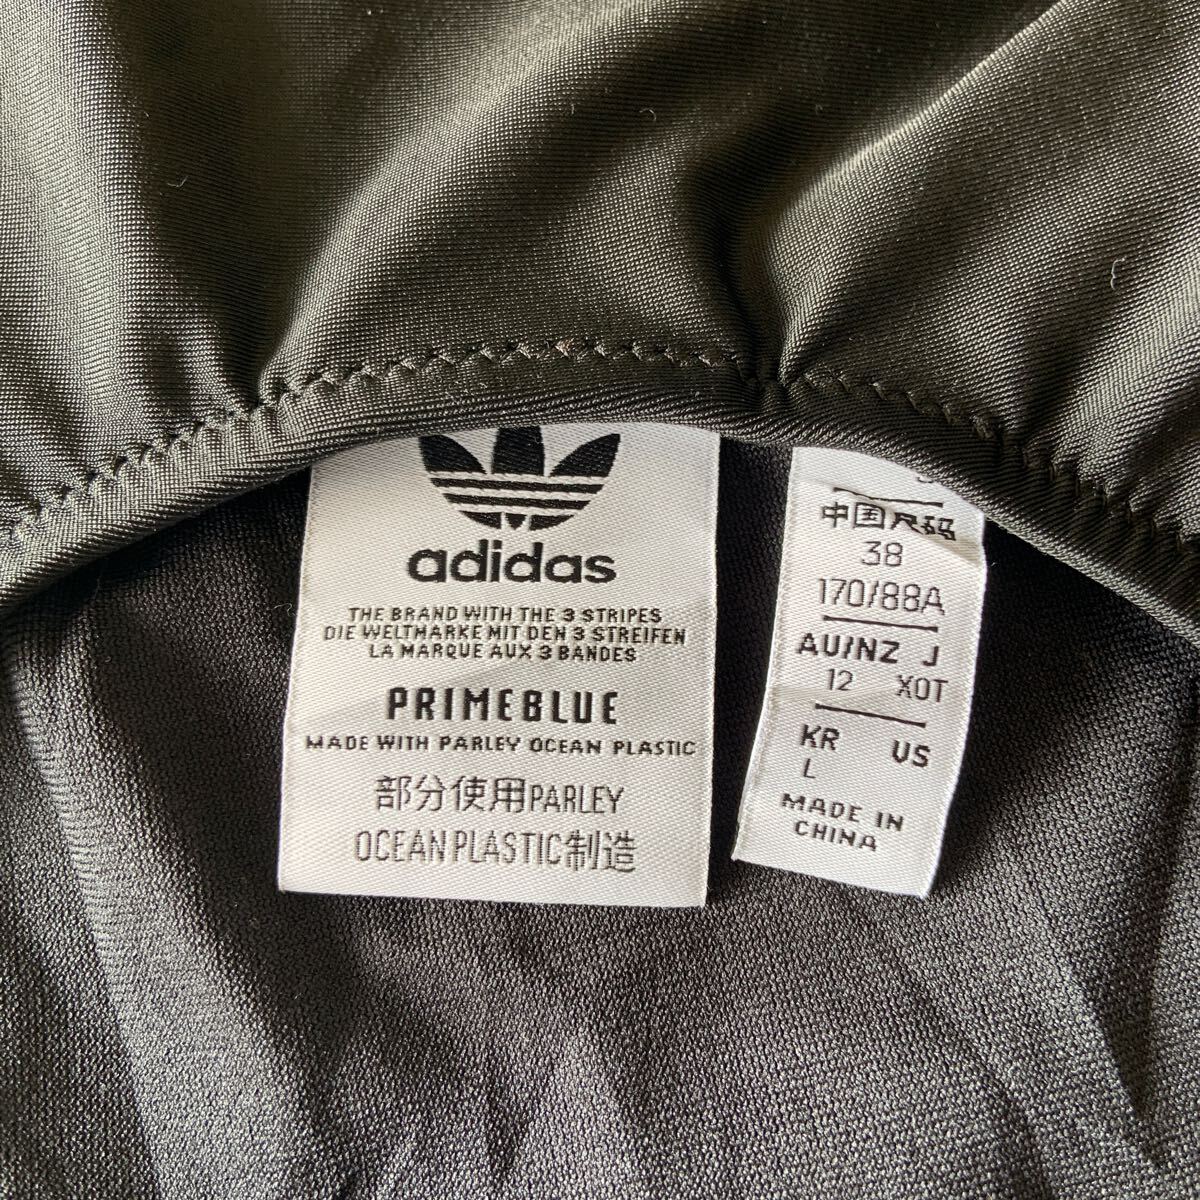 adidas
THE BRAND WITH THE 3 STRIPES
DIE WELTMARKE MIT DEN 3 STREIFEN
LA MARQUE AUX 3 BANDES
PRIMEBLUE
MADE WITH PARLEY OCEAN PLASTIC
部分使用PARLEY
OCEAN PLASTIC制造
中国尺码
38
170/88A
AU/NZ J
12 XOT
KR US
L
MADE IN
CHINA